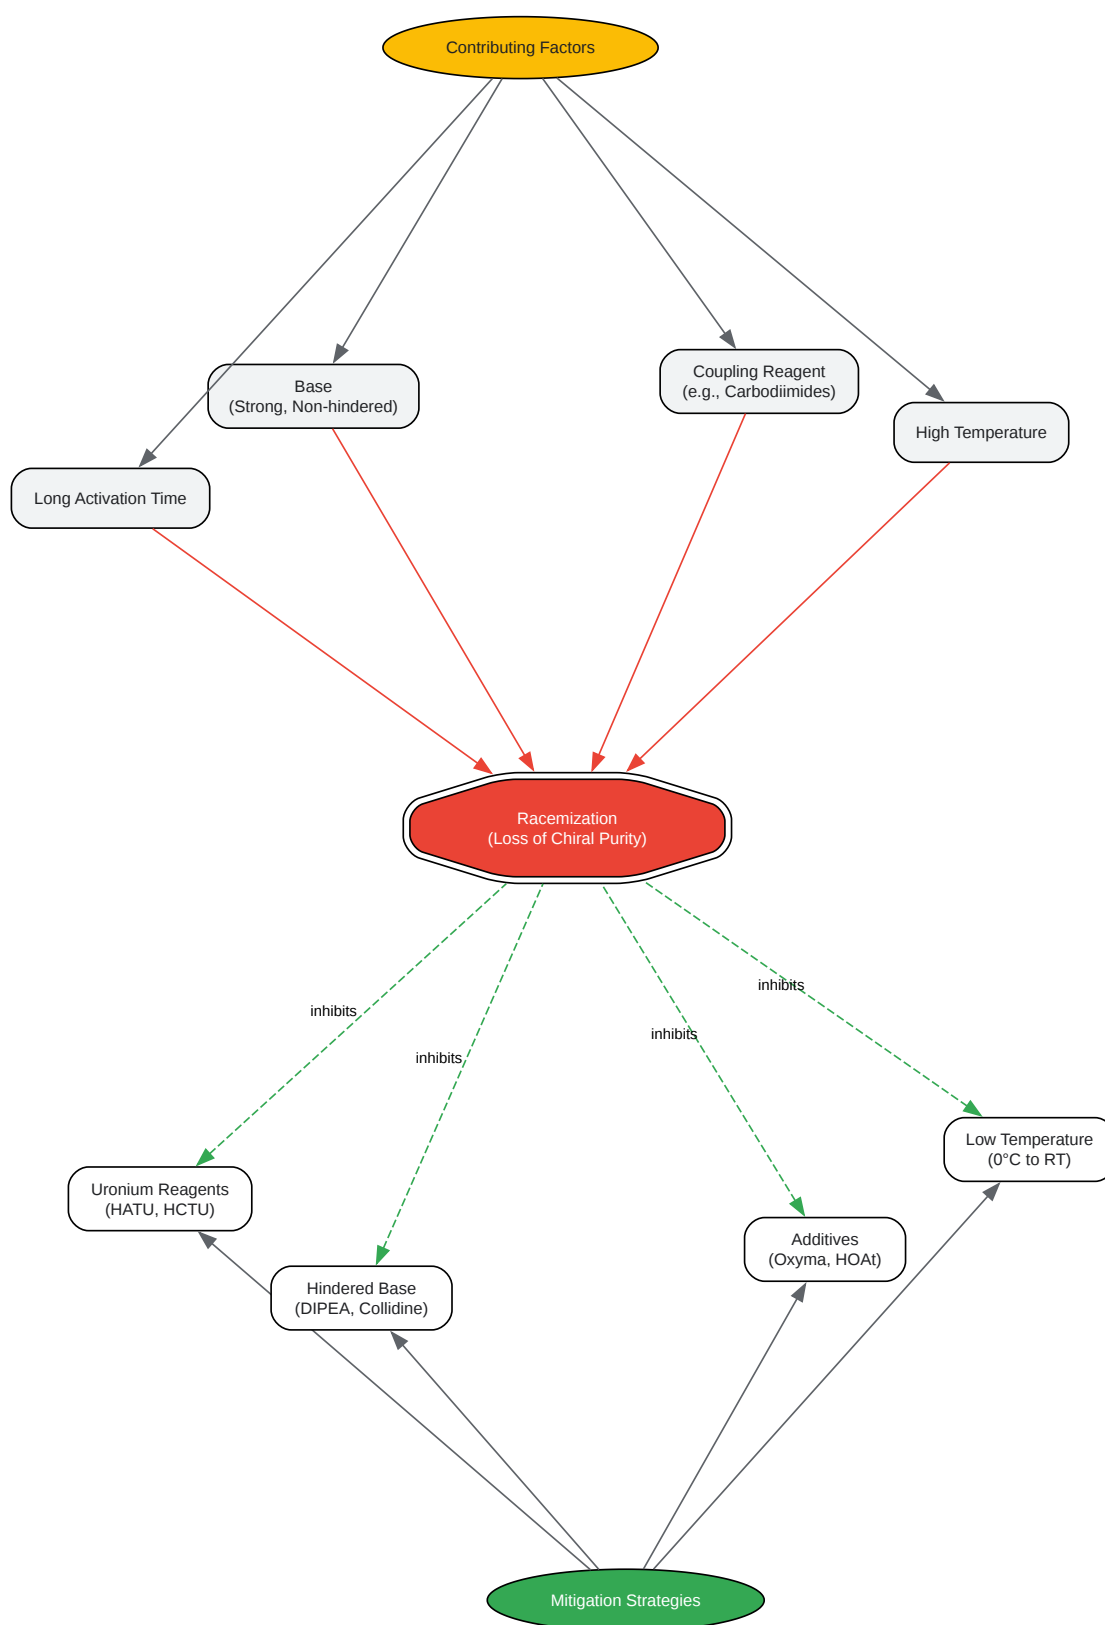 Contributing Factors
Base
(Strong, Non-hindered)
Coupling Reagent
(e.g., Carbodiimides)
High Temperature
Long Activation Time
Racemization
(Loss of Chiral Purity)
inhibits
inhibits
inhibits
inhibits
Low Temperature
(0°C to RT)
Uronium Reagents
(HATU, HCTU)
Additives
(Oxyma, HOAt)
Hindered Base
(DIPEA, Collidine)
Mitigation Strategies